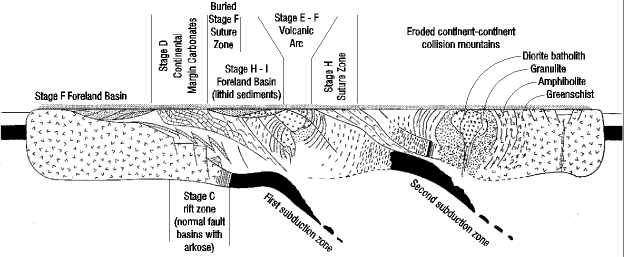 Buried
Stage F
Suture
Zone
Stage E - F
Volcanic
Arc
Eroded continent-continent
collision mountains
Stage D
Continental
Margin Carbonates
Stage H
Suture Zone
Diorite batholith
Granulite
Amphibolite
Greenschist
Stage F Foreland Basin
Stage H - I
Foreland Basin
(lithid sediments)
Stage C
rift zone
(normal fault
basins with
arkose)
First subduction zone
Second subduction zone